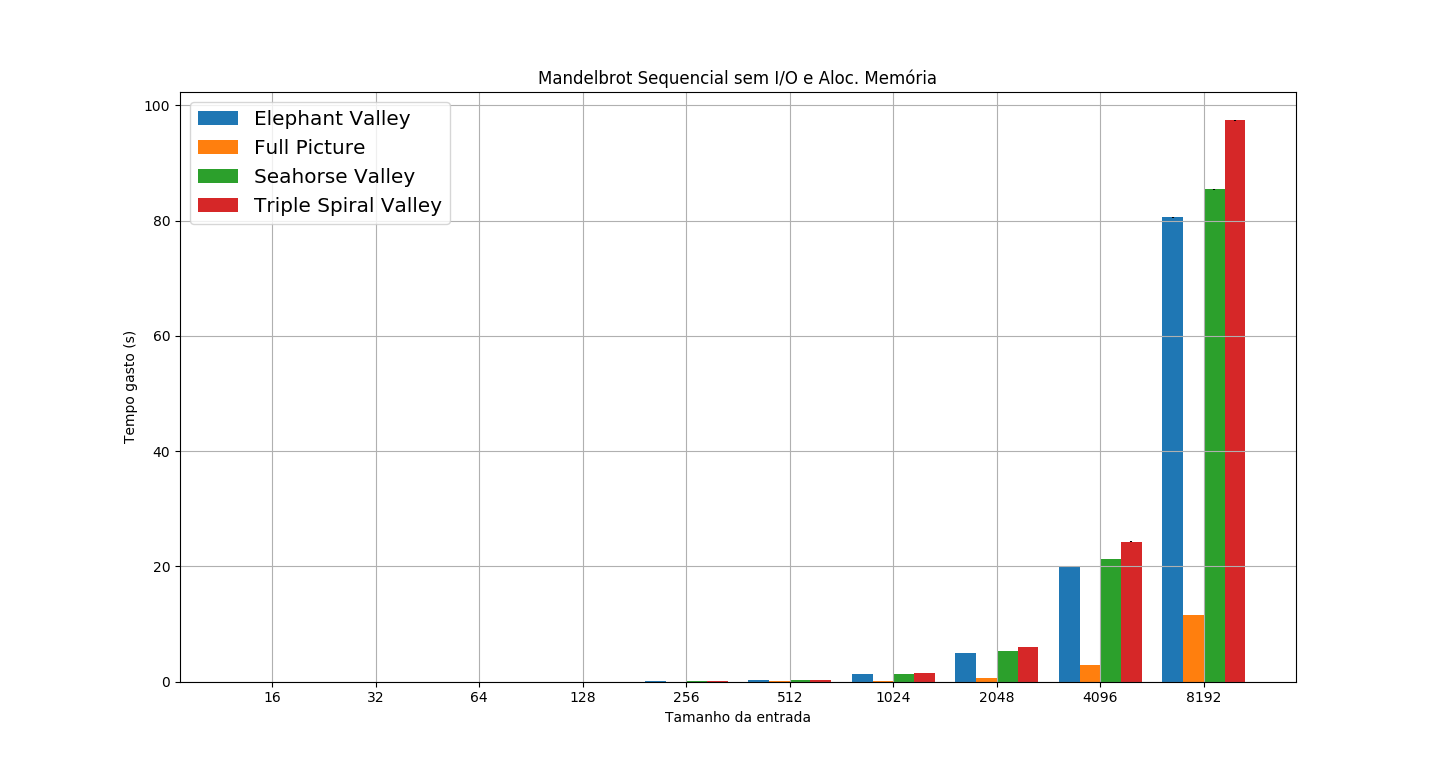 Mandelbrot Sequencial sem I/O e Aloc. Memória
Elephant Valley
Full Picture
Seahorse Valley
Triple Spiral Valley
Tempo gasto (s)
100
80
60
40
20
0
16 32 64 128 256 512 1024 2048 4096 8192
Tamanho da entrada